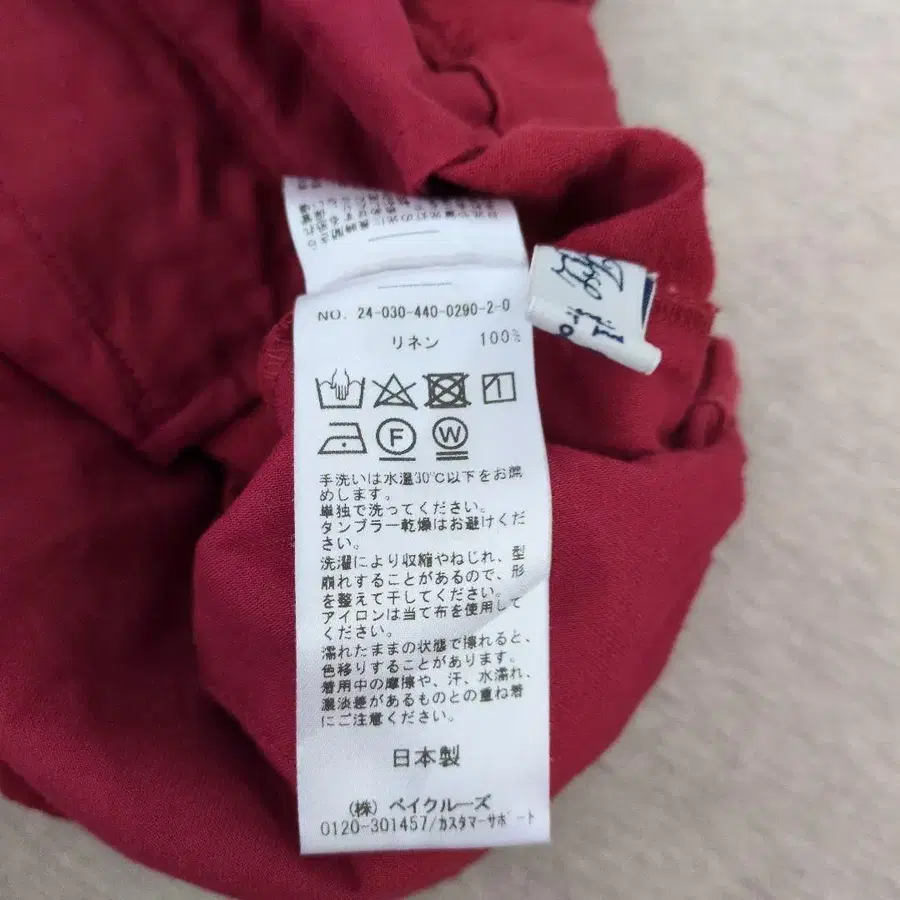 NO. 24-030-440-0290-2-0
リネン 100%
F W
手洗いは水温30℃以下をお薦
めします。
単独で洗ってください。
タンブラー乾燥はお避けくだ
さい。
洗濯により収縮やねじれ、型
崩れすることがあるので、形
を整えて干してください。
アイロンは当て布を使用して
ください。
濡れたままの状態で擦れると、
色移りすることがあります。
着用中の摩擦や、汗、水濡れ、
濃淡差があるものとの重ね着
にご注意ください。
日本製
(株) ベイクルーズ
0120-301457/カスタマーサポート